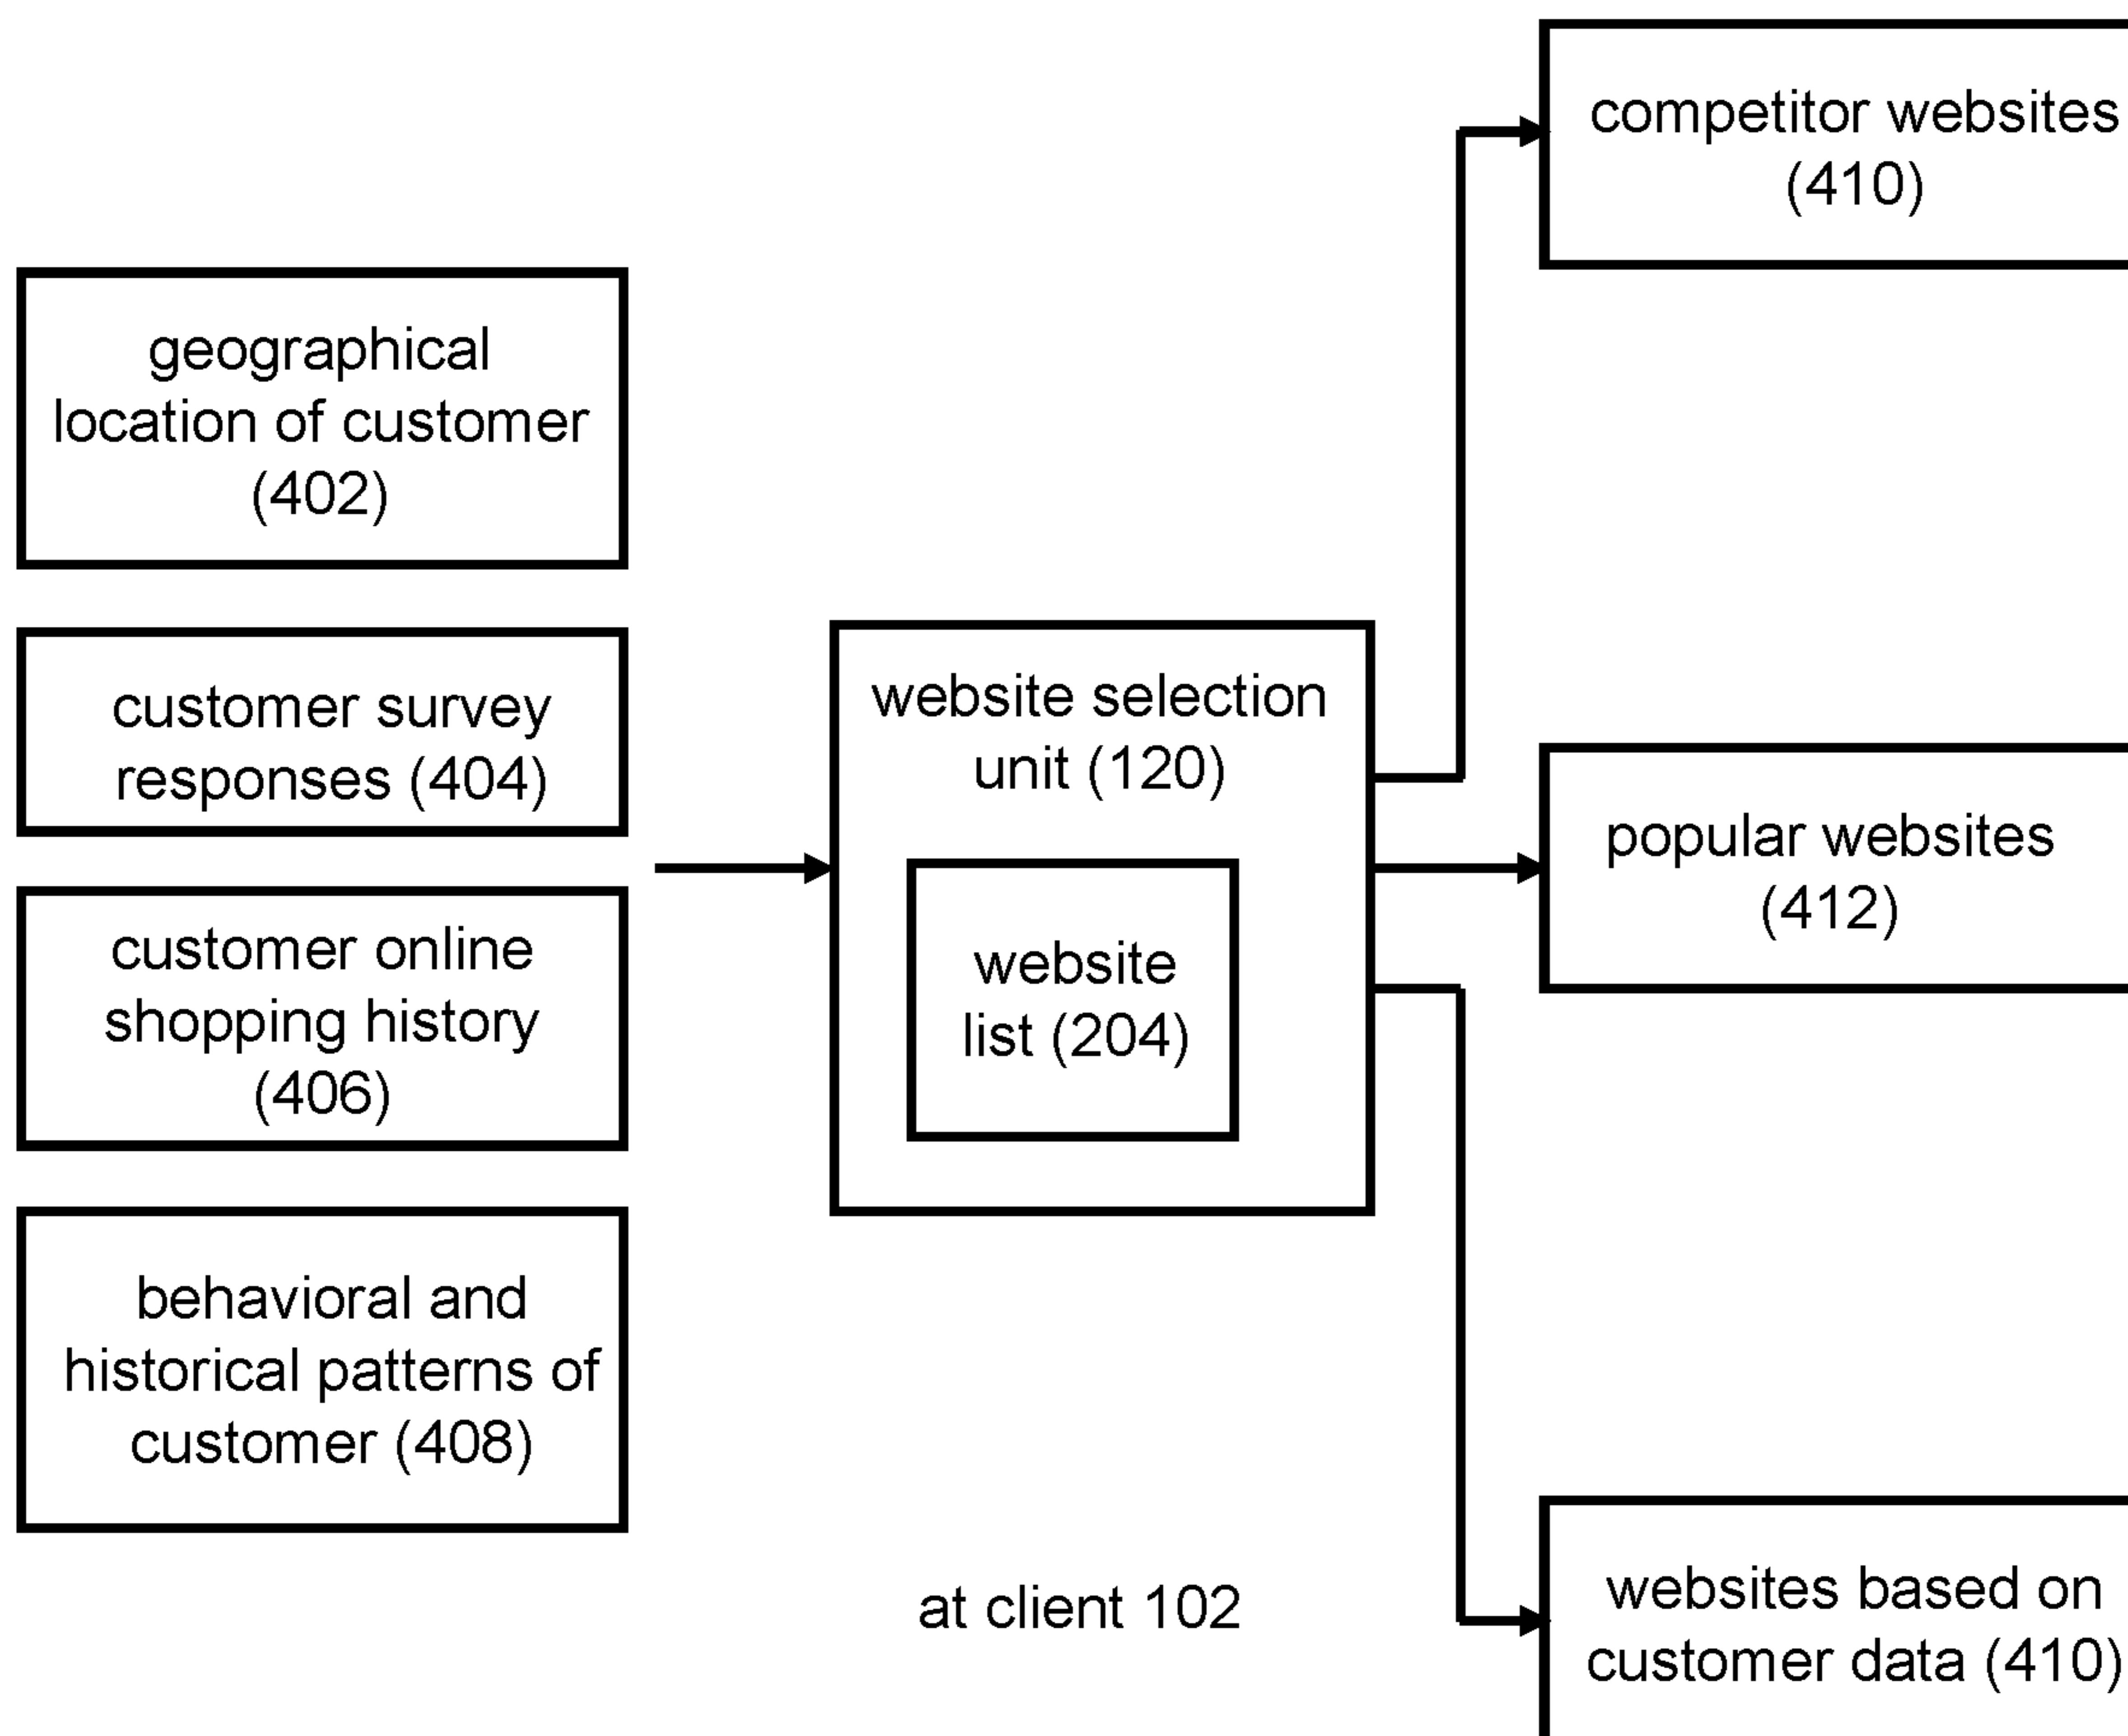 geographical
location of customer
(402)
customer survey
responses (404)
customer online
shopping history
(406)
behavioral and
historical patterns of
customer (408)
website selection
unit (120)
website
list (204)
at client 102
competitor websites
(410)
popular websites
(412)
websites based on
customer data (410)